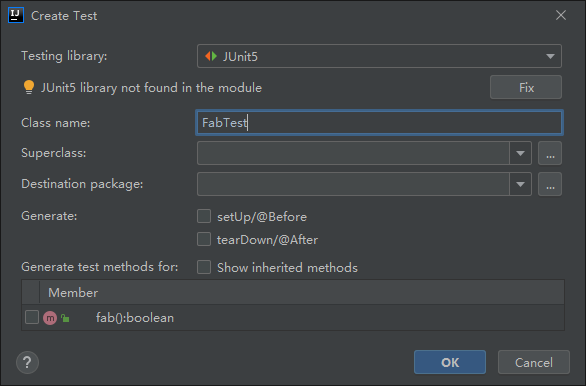 IJ Create Test
Testing library: JUnit5
JUnit5 library not found in the module Fix
Class name: FabTest
Superclass: ...
Destination package: ...
Generate: setUp/@Before
tearDown/@After
Generate test methods for: Show inherited methods
Member
m fab():boolean
? OK Cancel